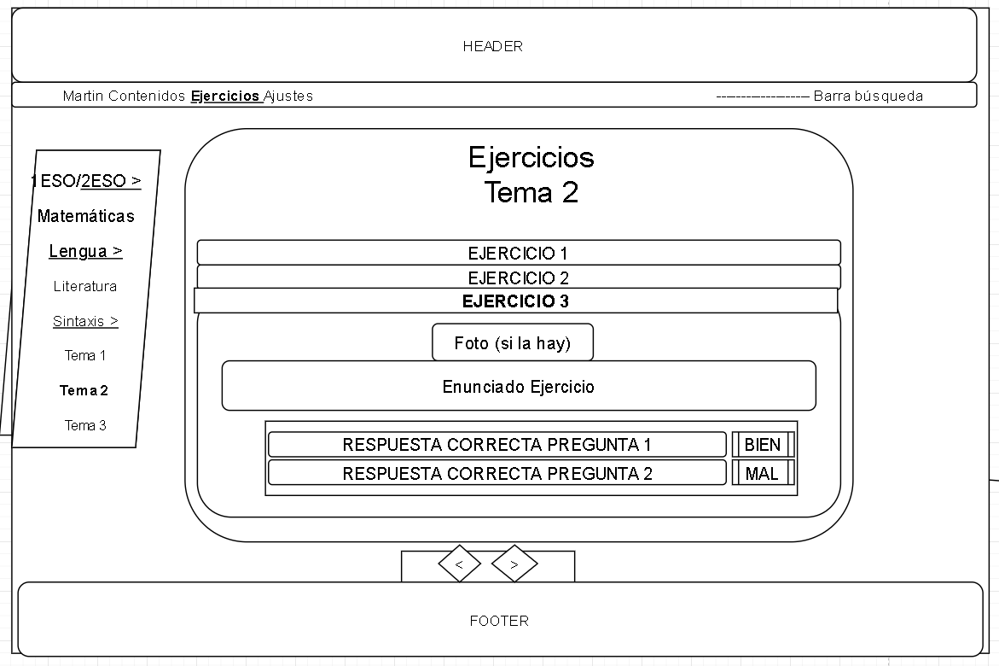 HEADER
Martin Contenidos Ejercicios Ajustes
-------------------- Barra búsqueda
1ESO/2ESO >
Matemáticas
Lengua >
Literatura
Sintaxis >
Tema 1
Tema 2
Tema 3
Ejercicios
Tema 2
EJERCICIO 1
EJERCICIO 2
EJERCICIO 3
Foto (si la hay)
Enunciado Ejercicio
RESPUESTA CORRECTA PREGUNTA 1 BIEN
RESPUESTA CORRECTA PREGUNTA 2 MAL
< >
FOOTER